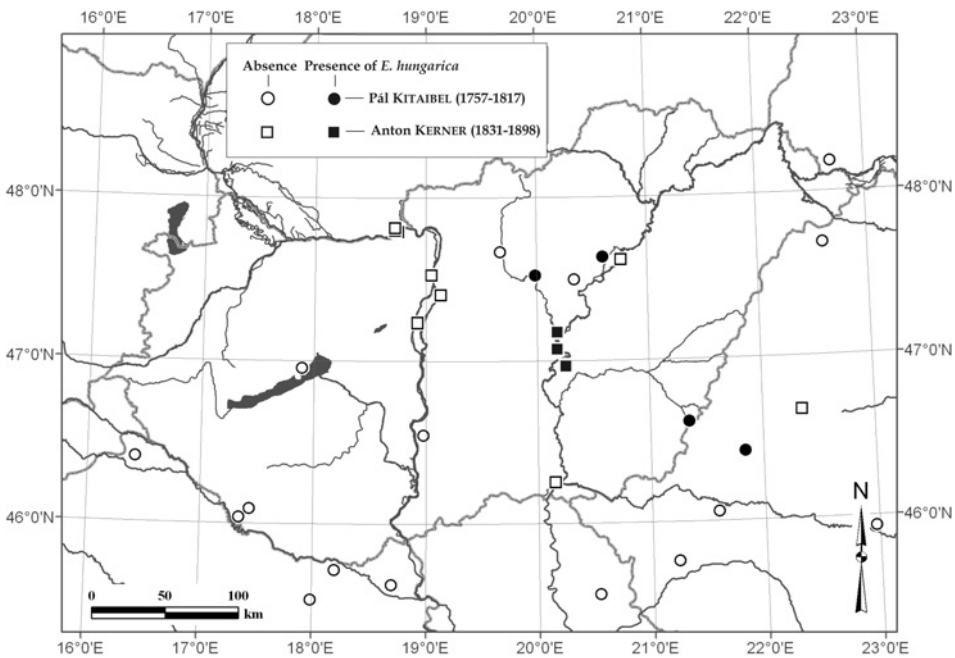 16°0'E 17°0'E 18°0'E 19°0'E 20°0'E 21°0'E 22°0'E 23°0'E
Absence Presence of E. hungarica
Pál KITAIBEL (1757-1817)
Anton KERNER (1831-1898)
48°0'N 48°0'N
47°0'N 47°0'N
46°0'N 46°0'N
N
0 50 100
km
16°0'E 17°0'E 18°0'E 19°0'E 20°0'E 21°0'E 22°0'E 23°0'E